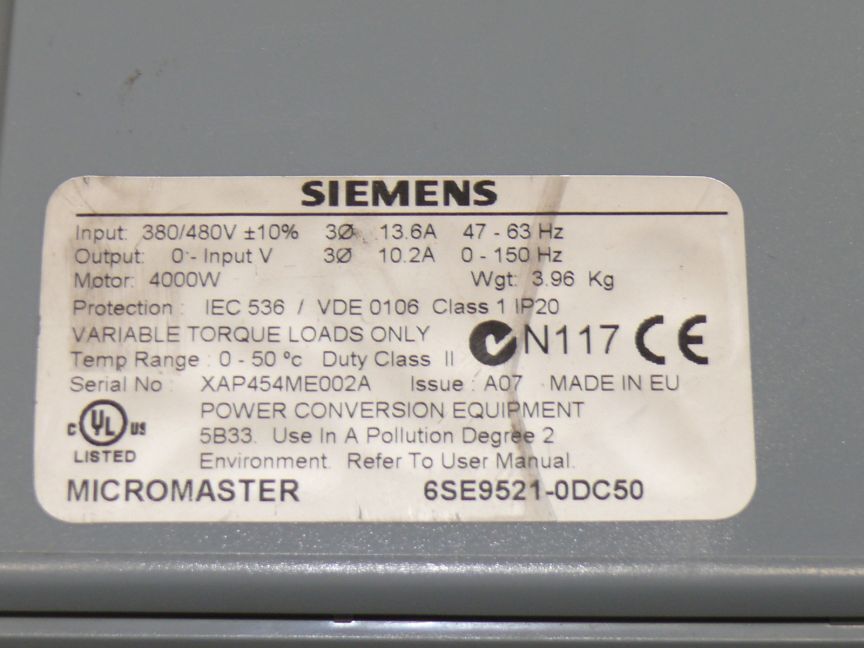 SIEMENS
Input: 380/480V ±10% 3Ø 13.6A 47 - 63 Hz
Output: 0 - Input V 3Ø 10.2A 0 - 150 Hz
Motor: 4000W Wgt: 3.96 Kg
Protection : IEC 536 / VDE 0106 Class 1 IP20
VARIABLE TORQUE LOADS ONLY N117 CE
Temp Range : 0 - 50 ºc Duty Class II
Serial No : XAP454ME002A Issue : A07 MADE IN EU
POWER CONVERSION EQUIPMENT
c UL US
5B33. Use In A Pollution Degree 2
LISTED
Environment. Refer To User Manual.
MICROMASTER 6SE9521-0DC50